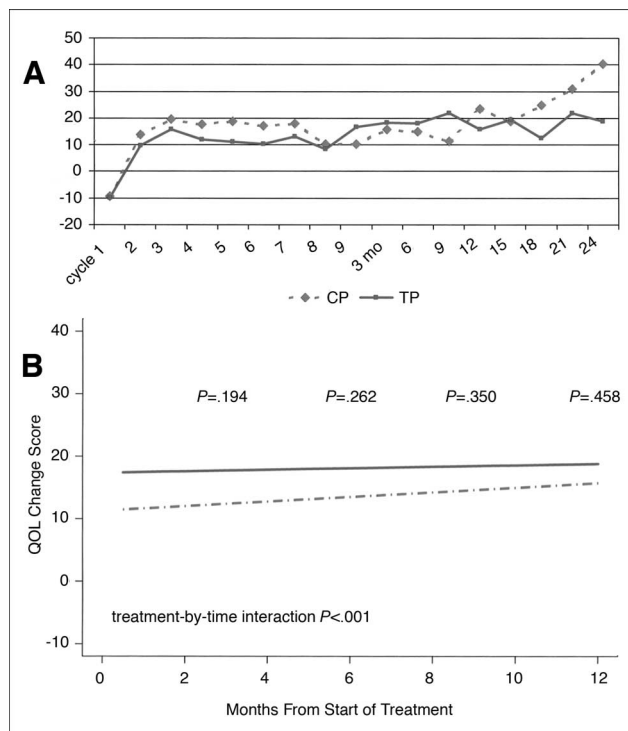 A
50
40
30
20
10
0
-10
-20
cycle 1
2
3
4
5
6
7
8
9
3 mo
6
9
12
15
18
21
24
CP TP
B
QOL Change Score
40
30
20
10
0
-10
P=.194 P=.262 P=.350 P=.458
treatment-by-time interaction P<.001
0 2 4 6 8 10 12
Months From Start of Treatment